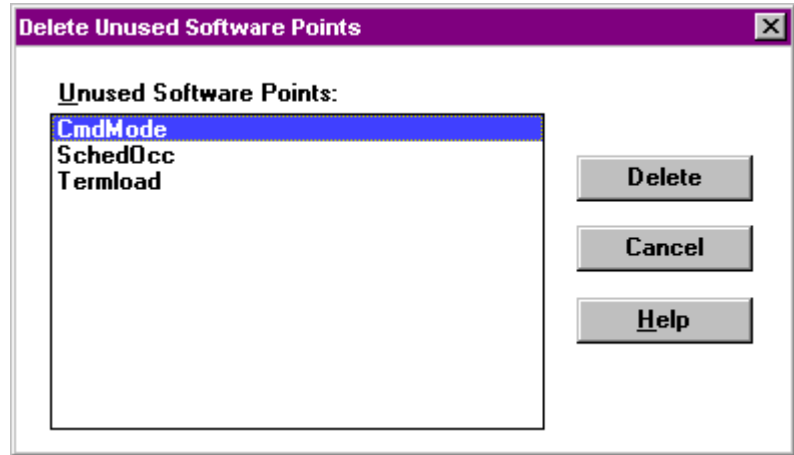 Delete Unused Software Points
Unused Software Points:
CmdMode
SchedOcc
Termload
Delete
Cancel
Help